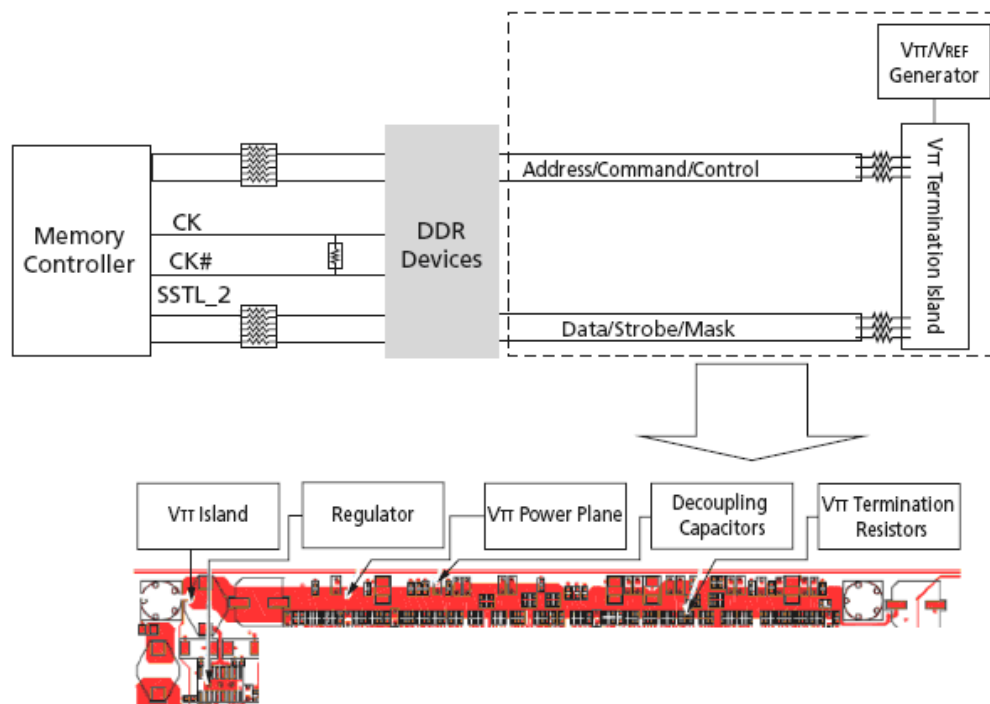 VTT/VREF
Generator
Address/Command/Control
VTT Termination Island
Memory
Controller
CK
CK#
SSTL_2
DDR
Devices
Data/Strobe/Mask
VTT Island
Regulator
VTT Power Plane
Decoupling
Capacitors
VTT Termination
Resistors